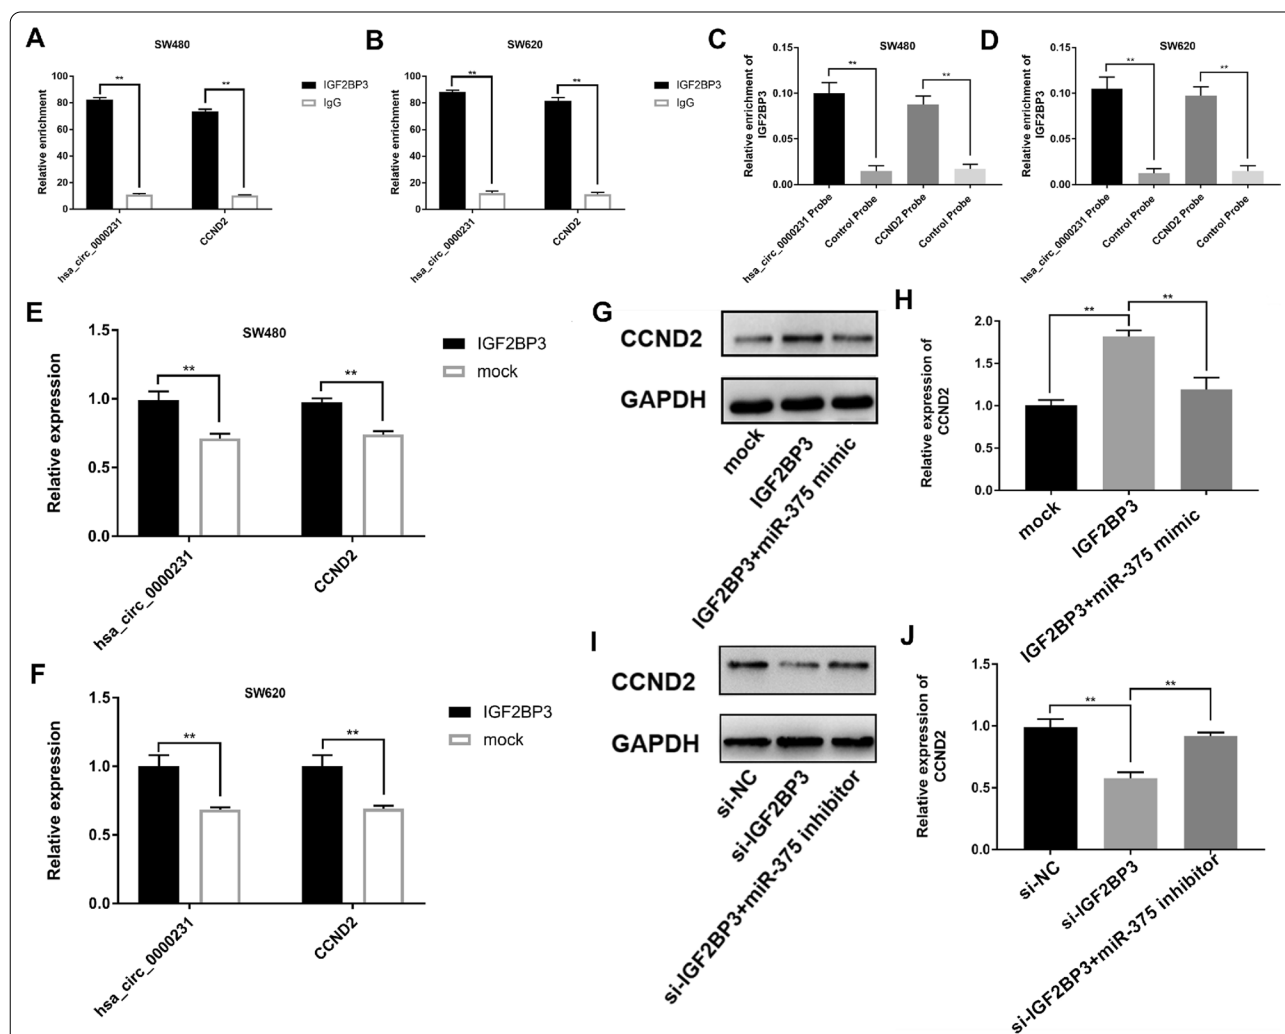 A
SW480
Relative enrichment
100
80
60
40
20
0
**
**
IGF2BP3
IgG
hsa_circ_0000231
CCND2
B
SW620
Relative enrichment
100
80
60
40
20
0
**
**
IGF2BP3
IgG
hsa_circ_0000231
CCND2
C
SW480
Relative enrichment of
IGF2BP3
0.15
0.10
0.05
0.00
**
**
hsa_circ_0000231 Probe
Control Probe
CCND2 Probe
Control Probe
D
SW620
Relative enrichment of
IGF2BP3
0.15
0.10
0.05
0.00
**
**
hsa_circ_0000231 Probe
Control Probe
CCND2 Probe
Control Probe
E
SW480
Relative expression
1.5
1.0
0.5
0.0
**
**
IGF2BP3
mock
hsa_circ_0000231
CCND2
F
SW620
Relative expression
1.5
1.0
0.5
0.0
**
**
IGF2BP3
mock
hsa_circ_0000231
CCND2
G
CCND2
GAPDH
mock
IGF2BP3
IGF2BP3+miR-375 mimic
H
Relative expression of
CCND2
2.0
1.5
1.0
0.5
0.0
**
**
mock
IGF2BP3
IGF2BP3+miR-375 mimic
I
CCND2
GAPDH
si-NC
si-IGF2BP3
si-IGF2BP3+miR-375 inhibitor
J
Relative expression of
CCND2
1.5
1.0
0.5
0.0
**
**
si-NC
si-IGF2BP3
si-IGF2BP3+miR-375 inhibitor